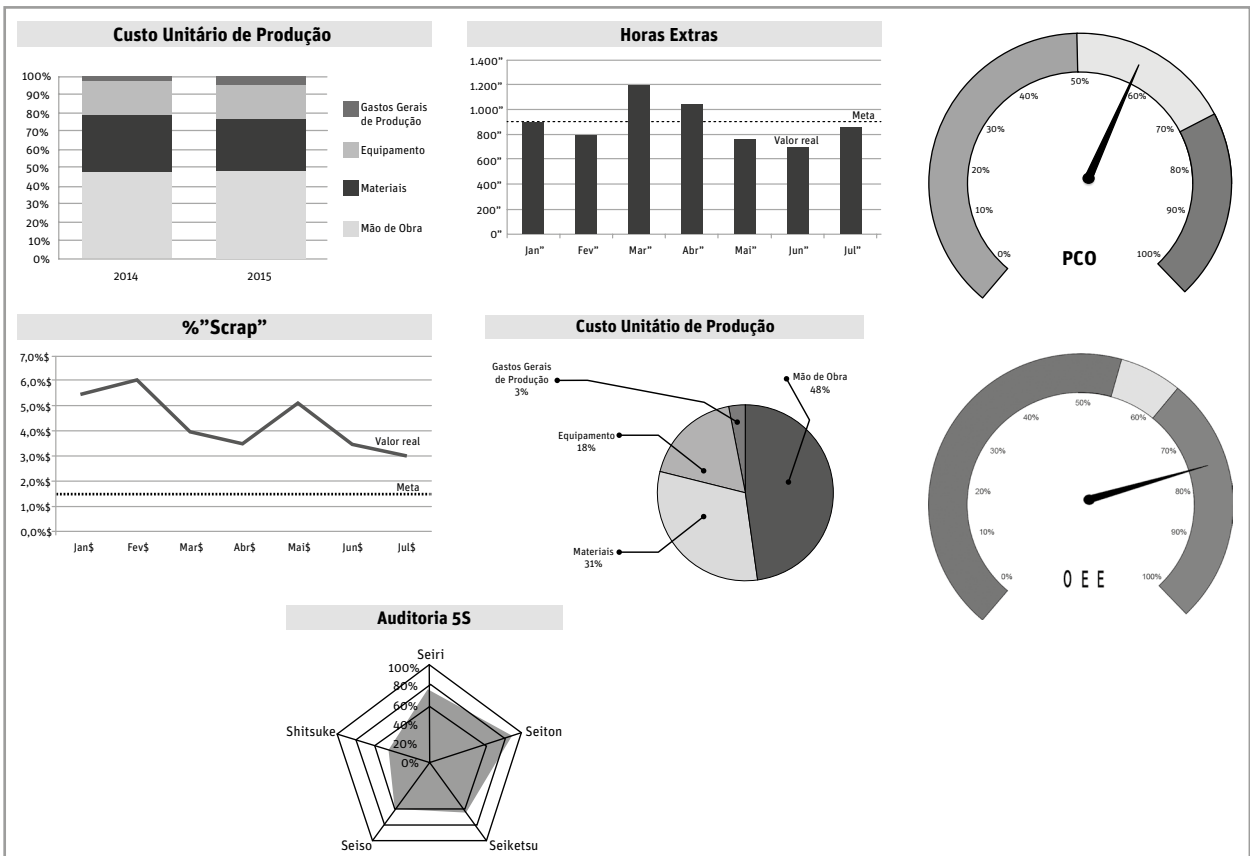 Custo Unitário de Produção
100%
90%
80%
70%
60%
50%
40%
30%
20%
10%
0%
2014
2015
Gastos Gerais
de Produção
Equipamento
Materiais
Mão de Obra
Horas Extras
1.400”
1.200”
1.000”
800”
600”
400”
200”
0”
Meta
Valor real
Jan”
Fev”
Mar”
Abr”
Mai”
Jun”
Jul”
0%
10%
20%
30%
40%
50%
60%
70%
80%
90%
100%
PCO
%”Scrap”
7,0%$
6,0%$
5,0%$
4,0%$
3,0%$
2,0%$
1,0%$
0,0%$
Valor real
Meta
Jan$
Fev$
Mar$
Abr$
Mai$
Jun$
Jul$
Custo Unitátio de Produção
Gastos Gerais
de Produção
3%
Mão de Obra
48%
Equipamento
18%
Materiais
31%
0%
10%
20%
30%
40%
50%
60%
70%
80%
90%
100%
O E E
Auditoria 5S
Seiri
100%
80%
60%
40%
20%
0%
Shitsuke
Seiton
Seiso
Seiketsu